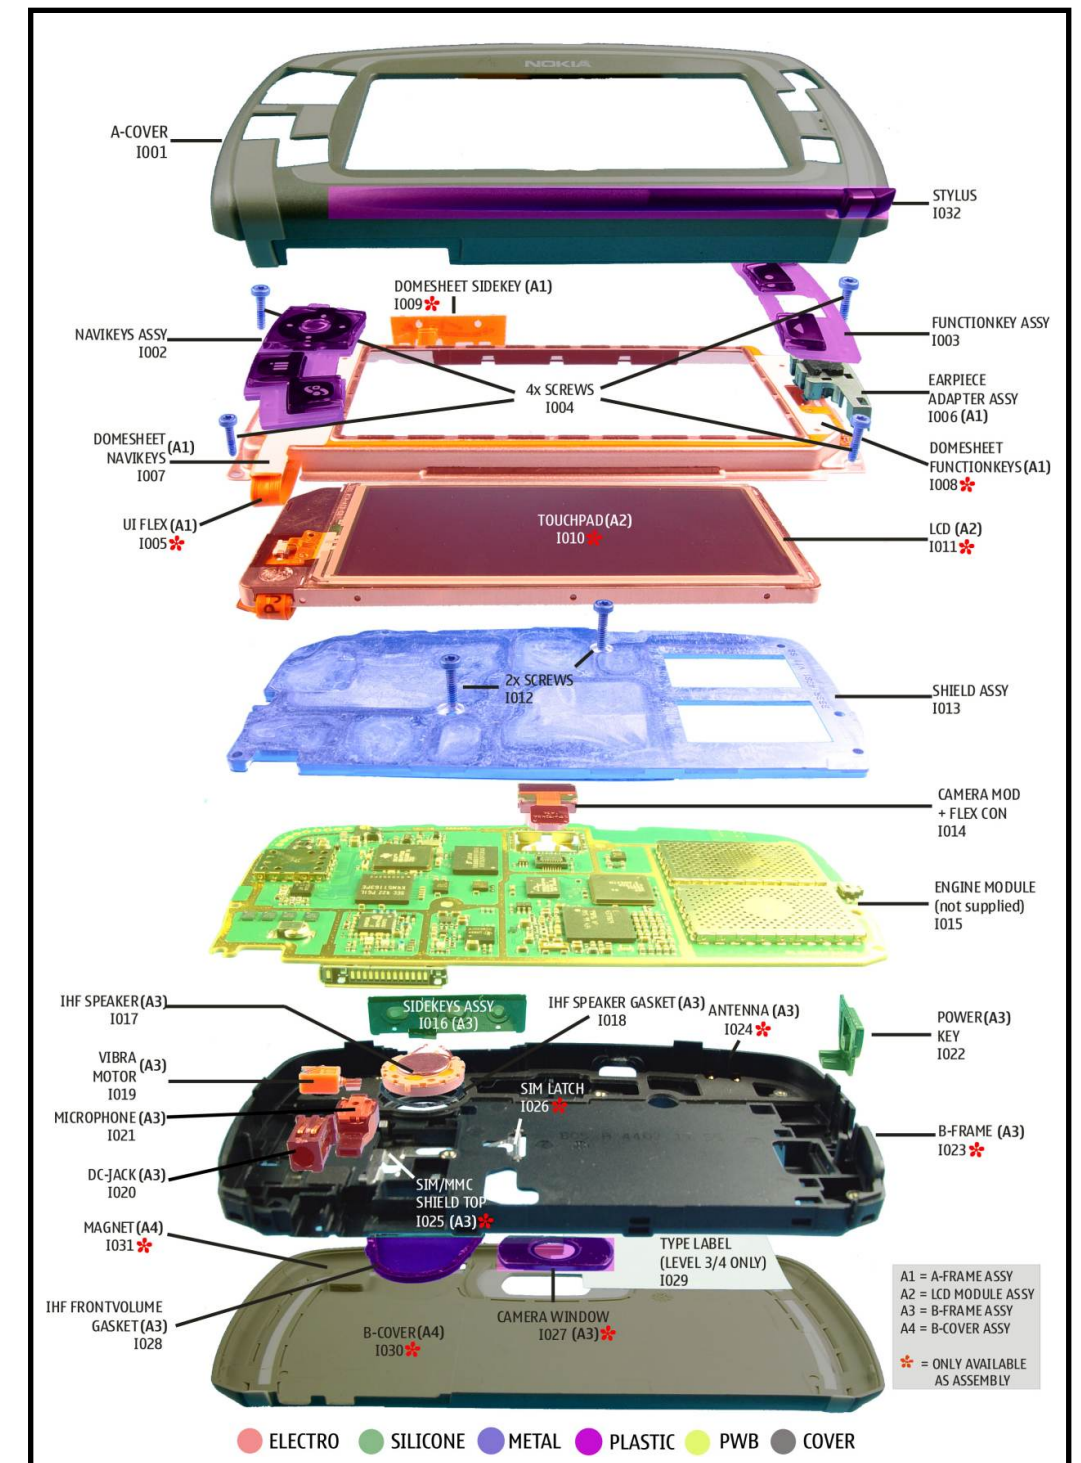 NOKIA
A-COVER
I001
STYLUS
I032
DOMESHEET SIDEKEY (A1)
I009
NAVIKEYS ASSY
I002
FUNCTIONKEY ASSY
I003
4x SCREWS
I004
EARPIECE
ADAPTER ASSY
I006 (A1)
DOMESHEET (A1)
NAVIKEYS
I007
DOMESHEET
FUNCTIONKEYS (A1)
I008
UI FLEX (A1)
I005
TOUCHPAD (A2)
I010
LCD (A2)
I011
2x SCREWS
I012
SHIELD ASSY
I013
CAMERA MOD
+ FLEX CON
I014
ENGINE MODULE
(not supplied)
I015
IHF SPEAKER (A3)
I017
SIDEKEYS ASSY
I016 (A3)
IHF SPEAKER GASKET (A3)
I018
ANTENNA (A3)
I024
POWER (A3)
KEY
I022
VIBRA (A3)
MOTOR
I019
SIM LATCH
I026
MICROPHONE (A3)
I021
B-FRAME (A3)
I023
DC-JACK (A3)
I020
SIM/MMC
SHIELD TOP
I025 (A3)
MAGNET (A4)
I031
TYPE LABEL
(LEVEL 3/4 ONLY)
I029
IHF FRONTVOLUME
GASKET (A3)
I028
B-COVER (A4)
I030
CAMERA WINDOW
I027 (A3)
A1 = A-FRAME ASSY
A2 = LCD MODULE ASSY
A3 = B-FRAME ASSY
A4 = B-COVER ASSY
* = ONLY AVAILABLE
AS ASSEMBLY
ELECTRO SILICONE METAL PLASTIC PWB COVER